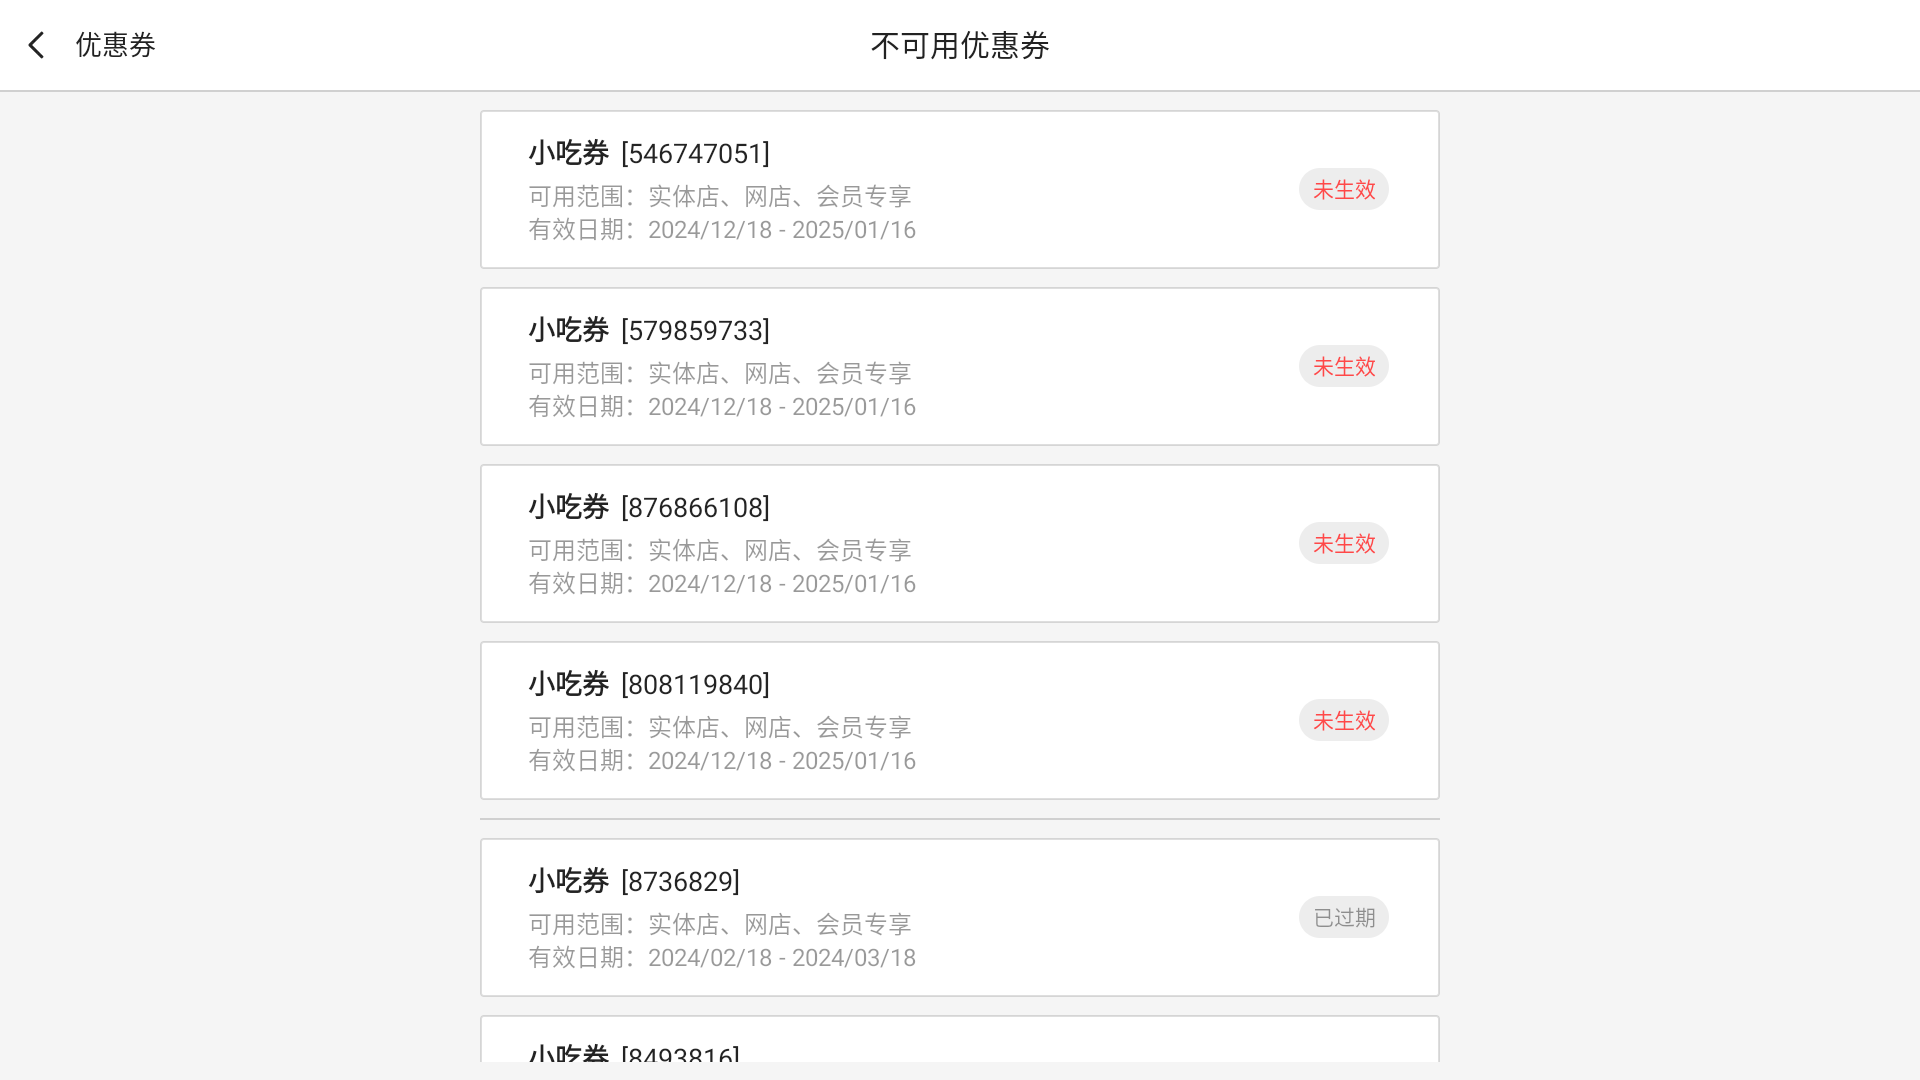 优惠券
不可用优惠券
小吃券 [546747051]
可用范围：实体店、网店、会员专享
有效日期：2024/12/18 - 2025/01/16
未生效
小吃券 [579859733]
可用范围：实体店、网店、会员专享
有效日期：2024/12/18 - 2025/01/16
未生效
小吃券 [876866108]
可用范围：实体店、网店、会员专享
有效日期：2024/12/18 - 2025/01/16
未生效
小吃券 [808119840]
可用范围：实体店、网店、会员专享
有效日期：2024/12/18 - 2025/01/16
未生效
小吃券 [8736829]
可用范围：实体店、网店、会员专享
有效日期：2024/02/18 - 2024/03/18
已过期
小吃券 [8493816]